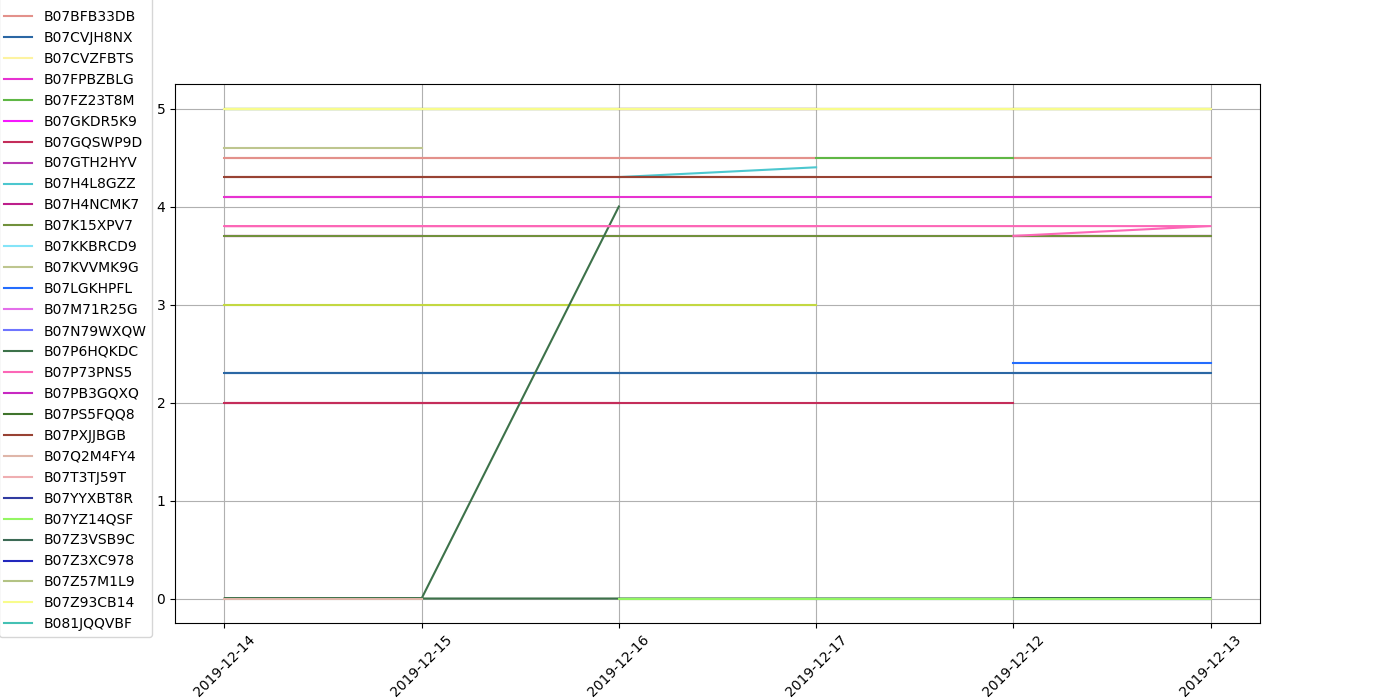 B07BFB33DB
B07CVJH8NX
B07CVZFBTS
B07FPBZBLG
B07FZ23T8M
B07GKDR5K9
B07GQSWP9D
B07GTH2HYV
B07H4L8GZZ
B07H4NCMK7
B07K15XPV7
B07KKBRCD9
B07KVVMK9G
B07LGKHPFL
B07M71R25G
B07N79WXQW
B07P6HQKDC
B07P73PNS5
B07PB3GQXQ
B07PS5FQQ8
B07PXJJBGB
B07Q2M4FY4
B07T3TJ59T
B07YYXBT8R
B07YZ14QSF
B07Z3VSB9C
B07Z3XC978
B07Z57M1L9
B07Z93CB14
B081JQQVBF
5
4
3
2
1
0
2019-12-14
2019-12-15
2019-12-16
2019-12-17
2019-12-12
2019-12-13